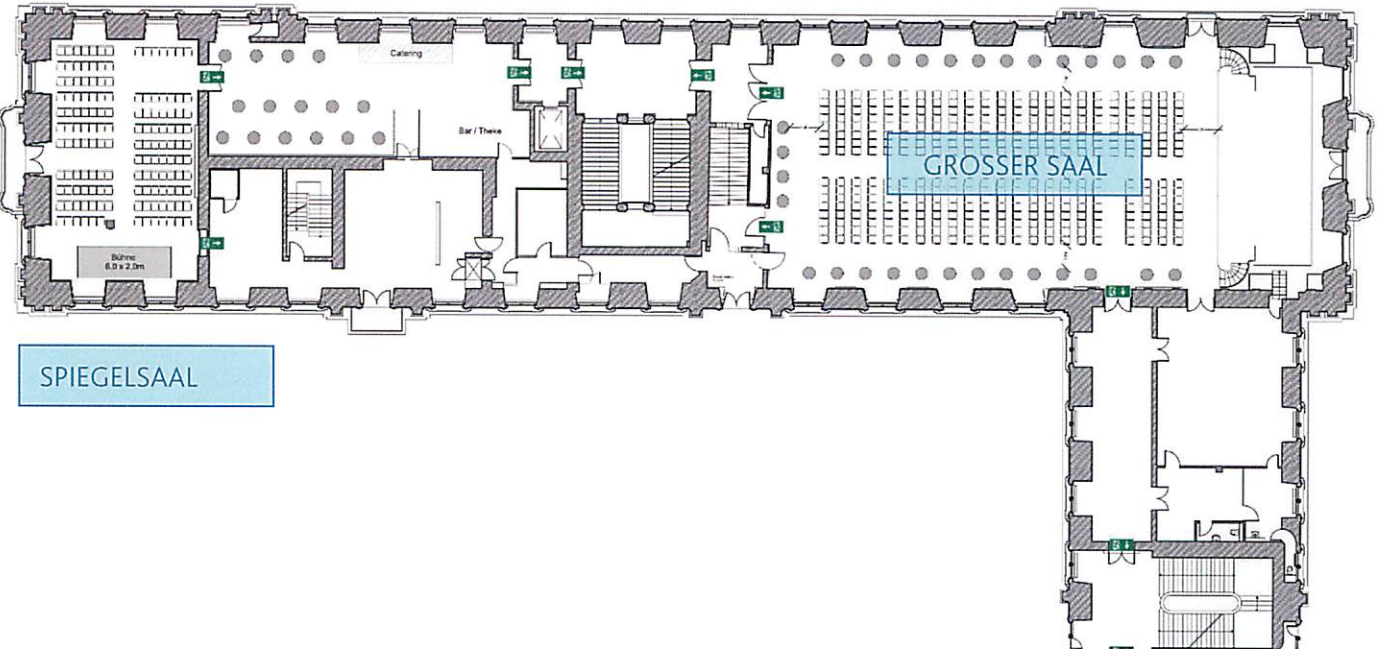 Catering
Bar / Theke
GROSSER SAAL
Bühne
6,0 x 2,0m
SPIEGELSAAL